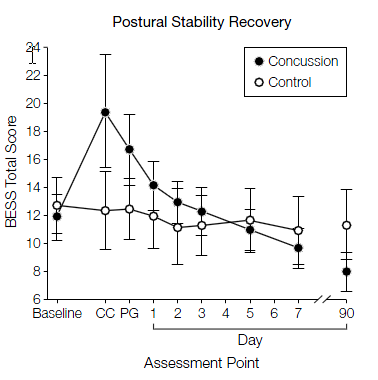 Postural Stability Recovery
24
22
20
18
16
14
12
10
8
6
BESS Total Score
Concussion
Control
Baseline CC PG 1 2 3 4 5 6 7 90
Day
Assessment Point